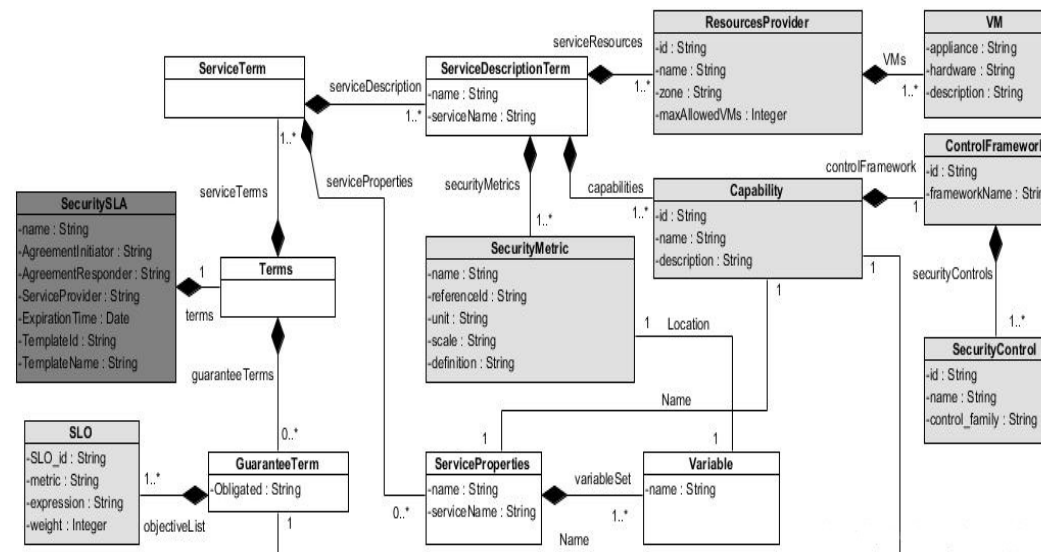 ResourcesProvider
-id : String
-name : String
-zone : String
-maxAllowedVMs : Integer
VM
-appliance : String
-hardware : String
-description : String
serviceResources
1..*
VMs
1..*
ServiceTerm
serviceDescription
1..*
ServiceDescriptionTerm
-name : String
-serviceName : String
1..*
serviceTerms
serviceProperties
securityMetrics
1..*
capabilities
1..*
controlFramework
1
ControlFramework
-id : String
-frameworkName : Strin
Capability
-id : String
-name : String
-description : String
1
1
securityControls
1..*
SecuritySLA
-name : String
-AgreementInitiator : String
-AgreementResponder : String
-ServiceProvider : String
-ExpirationTime : Date
-TemplateId : String
-TemplateName : String
1
terms
Terms
SecurityMetric
-name : String
-referenceId : String
-unit : String
-scale : String
-definition : String
1
Location
SecurityControl
-id : String
-name : String
-control_family : String
guaranteeTerms
0..*
Name
1
1
SLO
-SLO_id : String
-metric : String
-expression : String
-weight : Integer
1..*
objectiveList
GuaranteeTerm
-Obligated : String
1
0..*
ServiceProperties
-name : String
-serviceName : String
variableSet
1..*
Variable
-name : String
Name